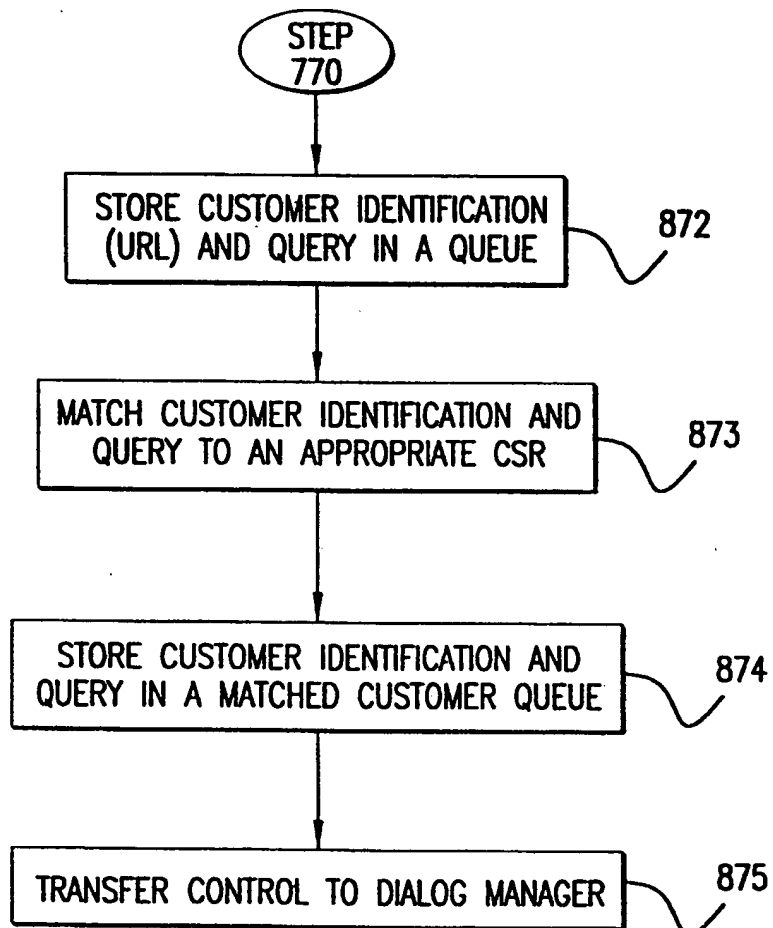 STEP
770
STORE CUSTOMER IDENTIFICATION
(URL) AND QUERY IN A QUEUE
872
MATCH CUSTOMER IDENTIFICATION AND
QUERY TO AN APPROPRIATE CSR
873
STORE CUSTOMER IDENTIFICATION AND
QUERY IN A MATCHED CUSTOMER QUEUE
874
TRANSFER CONTROL TO DIALOG MANAGER
875